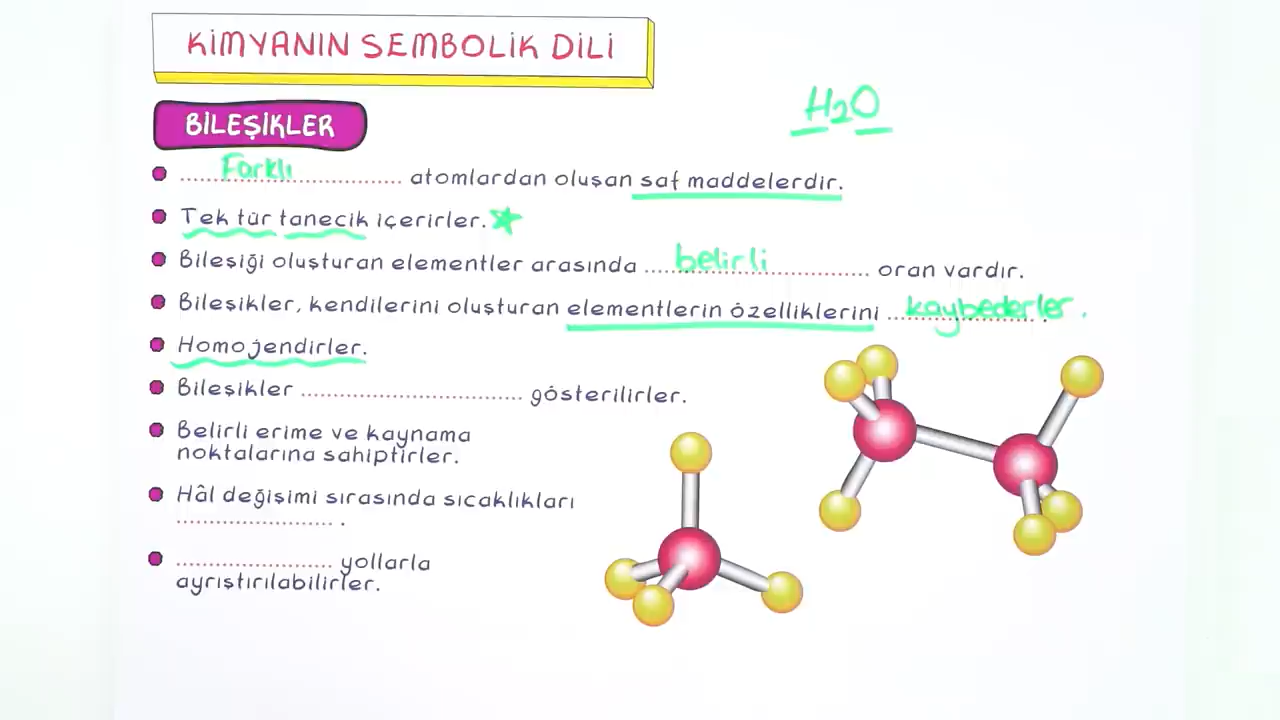 KİMYANIN SEMBOLİK DİLİ
H2O
BİLEŞİKLER
Farklı atomlardan oluşan saf maddelerdir.
Tek tür tanecik içerirler.
Bileşiği oluşturan elementler arasında belirli oran vardır.
Bileşikler, kendilerini oluşturan elementlerin özelliklerini kaybederler.
Homojendirler.
Bileşikler .............................. gösterilirler.
Belirli erime ve kaynama
noktalarına sahiptirler.
Hâl değişimi sırasında sıcaklıkları
..................... .
..................... yollarla
ayrıştırılabilirler.